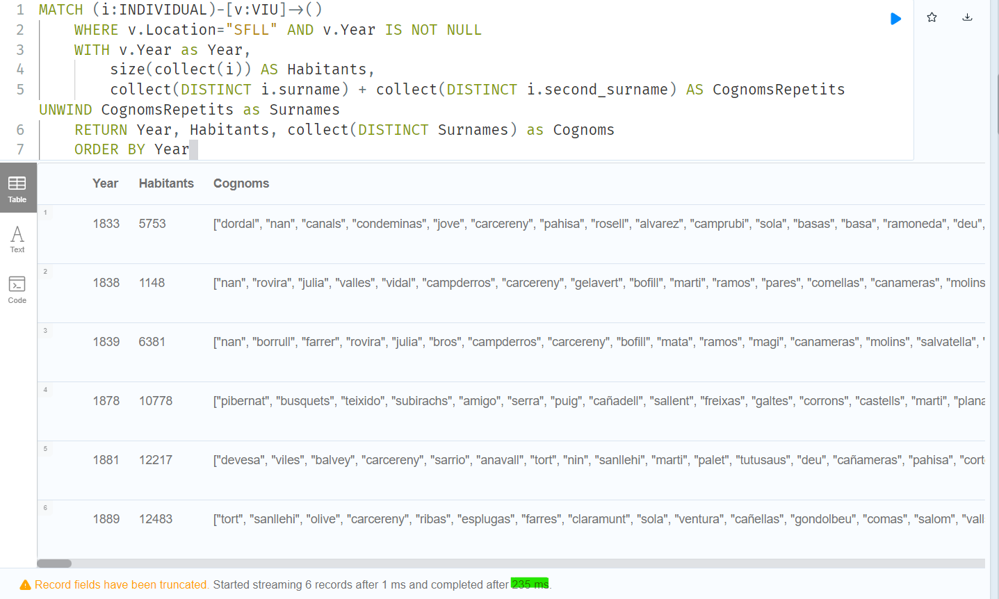 1 MATCH (i:INDIVIDUAL)-[v:VIU]->()
2 WHERE v.Location="SFLL" AND v.Year IS NOT NULL
3 WITH v.Year as Year,
4 size(collect(i)) AS Habitants,
5 collect(DISTINCT i.surname) + collect(DISTINCT i.second_surname) AS CognomsRepetits
UNWIND CognomsRepetits as Surnames
6 RETURN Year, Habitants, collect(DISTINCT Surnames) as Cognoms
7 ORDER BY Year
Table
Text
Code
Year Habitants Cognoms
1
1833 5753 ["dordal", "nan", "canals", "condeminas", "jove", "carcereny", "pahisa", "rosell", "alvarez", "camprubi", "sola", "basas", "basa", "ramoneda", "deu",
2
1838 1148 ["nan", "rovira", "julia", "valles", "vidal", "campderros", "carcereny", "gelavert", "bofill", "marti", "ramos", "pares", "comellas", "canameras", "molins
3
1839 6381 ["nan", "borrull", "farrer", "rovira", "julia", "bros", "campderros", "carcereny", "bofill", "mata", "ramos", "magi", "canameras", "molins", "salvatella", "
4
1878 10778 ["pibernat", "busquets", "teixido", "subirachs", "amigo", "serra", "puig", "cañadell", "sallent", "freixas", "galtes", "corrons", "castells", "marti", "plana
5
1881 12217 ["devesa", "viles", "balvey", "carcereny", "sarrio", "anavall", "tort", "nin", "sanllehi", "marti", "palet", "tutusaus", "deu", "cañameras", "pahisa", "cort
6
1889 12483 ["tort", "sanllehi", "olive", "carcereny", "ribas", "esplugas", "farres", "claramunt", "sola", "ventura", "cañellas", "gondolbeu", "comas", "salom", "vall
Record fields have been truncated. Started streaming 6 records after 1 ms and completed after 235 ms.